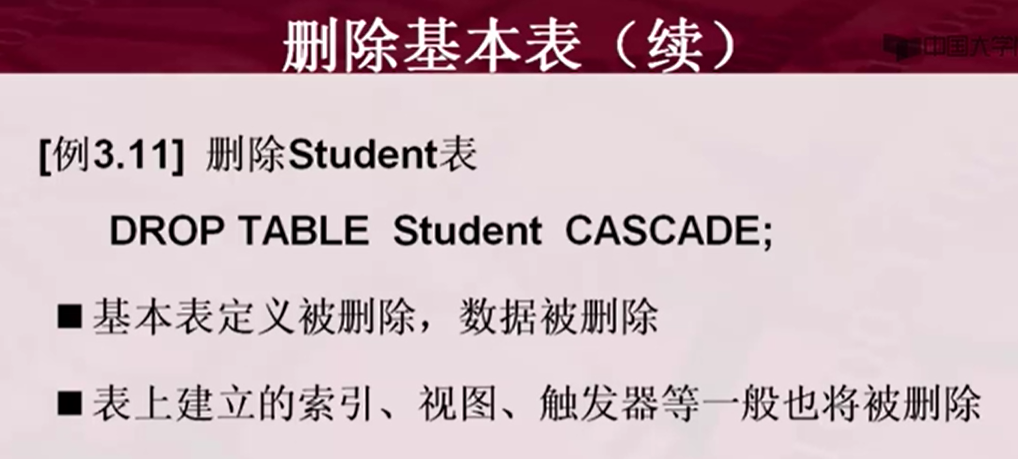 删除基本表（续）
中国大学
[例3.11] 删除Student表
DROP TABLE Student CASCADE;
■基本表定义被删除，数据被删除
■表上建立的索引、视图、触发器等一般也将被删除